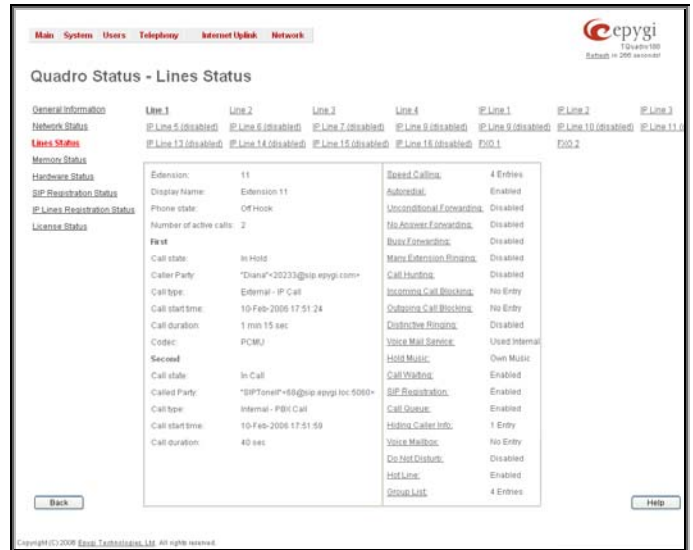 Main System Users Telephony Internet Uplink Network
epygi
TQuadro188
Refresh in 266 seconds!
Quadro Status - Lines Status
General Information
Network Status
Lines Status
Memory Status
Hardware Status
SIP Registration Status
IP Lines Registration Status
License Status
Line 1 Line 2 Line 3 Line 4 IP Line 1 IP Line 2 IP Line 3
IP Line 5 (disabled) IP Line 6 (disabled) IP Line 7 (disabled) IP Line 8 (disabled) IP Line 9 (disabled) IP Line 10 (disabled) IP Line 11 (
IP Line 13 (disabled) IP Line 14 (disabled) IP Line 15 (disabled) IP Line 16 (disabled) FXO 1 FXO 2
Extension: 11
Display Name: Extension 11
Phone state: Off Hook
Number of active calls: 2
First
Call state: In Hold
Caller Party: "Diana"<20233@sip.epygi.com>
Call type: External - IP Call
Call start time: 10-Feb-2006 17:51:24
Call duration: 1 min 15 sec
Codec: PCMU
Second
Call state: In Call
Called Party: "SIPTonell"<68@sip.epygi.loc:5060>
Call type: Internal - PBX Call
Call start time: 10-Feb-2006 17:51:59
Call duration: 40 sec
Speed Calling: 4 Entries
Autoredial: Enabled
Unconditional Forwarding: Disabled
No Answer Forwarding: Disabled
Busy Forwarding: Disabled
Many Extension Ringing: Disabled
Call Hunting: Disabled
Incoming Call Blocking: No Entry
Outgoing Call Blocking: No Entry
Distinctive Ringing: Disabled
Voice Mail Service: Used Internal
Hold Music: Own Music
Call Waiting: Enabled
SIP Registration: Enabled
Call Queue: Enabled
Hiding Caller Info: 1 Entry
Voice Mailbox: No Entry
Do Not Disturb: Disabled
Hot Line: Enabled
Group List: 4 Entries
Back
Help
Copyright (C) 2006 Epygi Technologies, Ltd. All rights reserved.